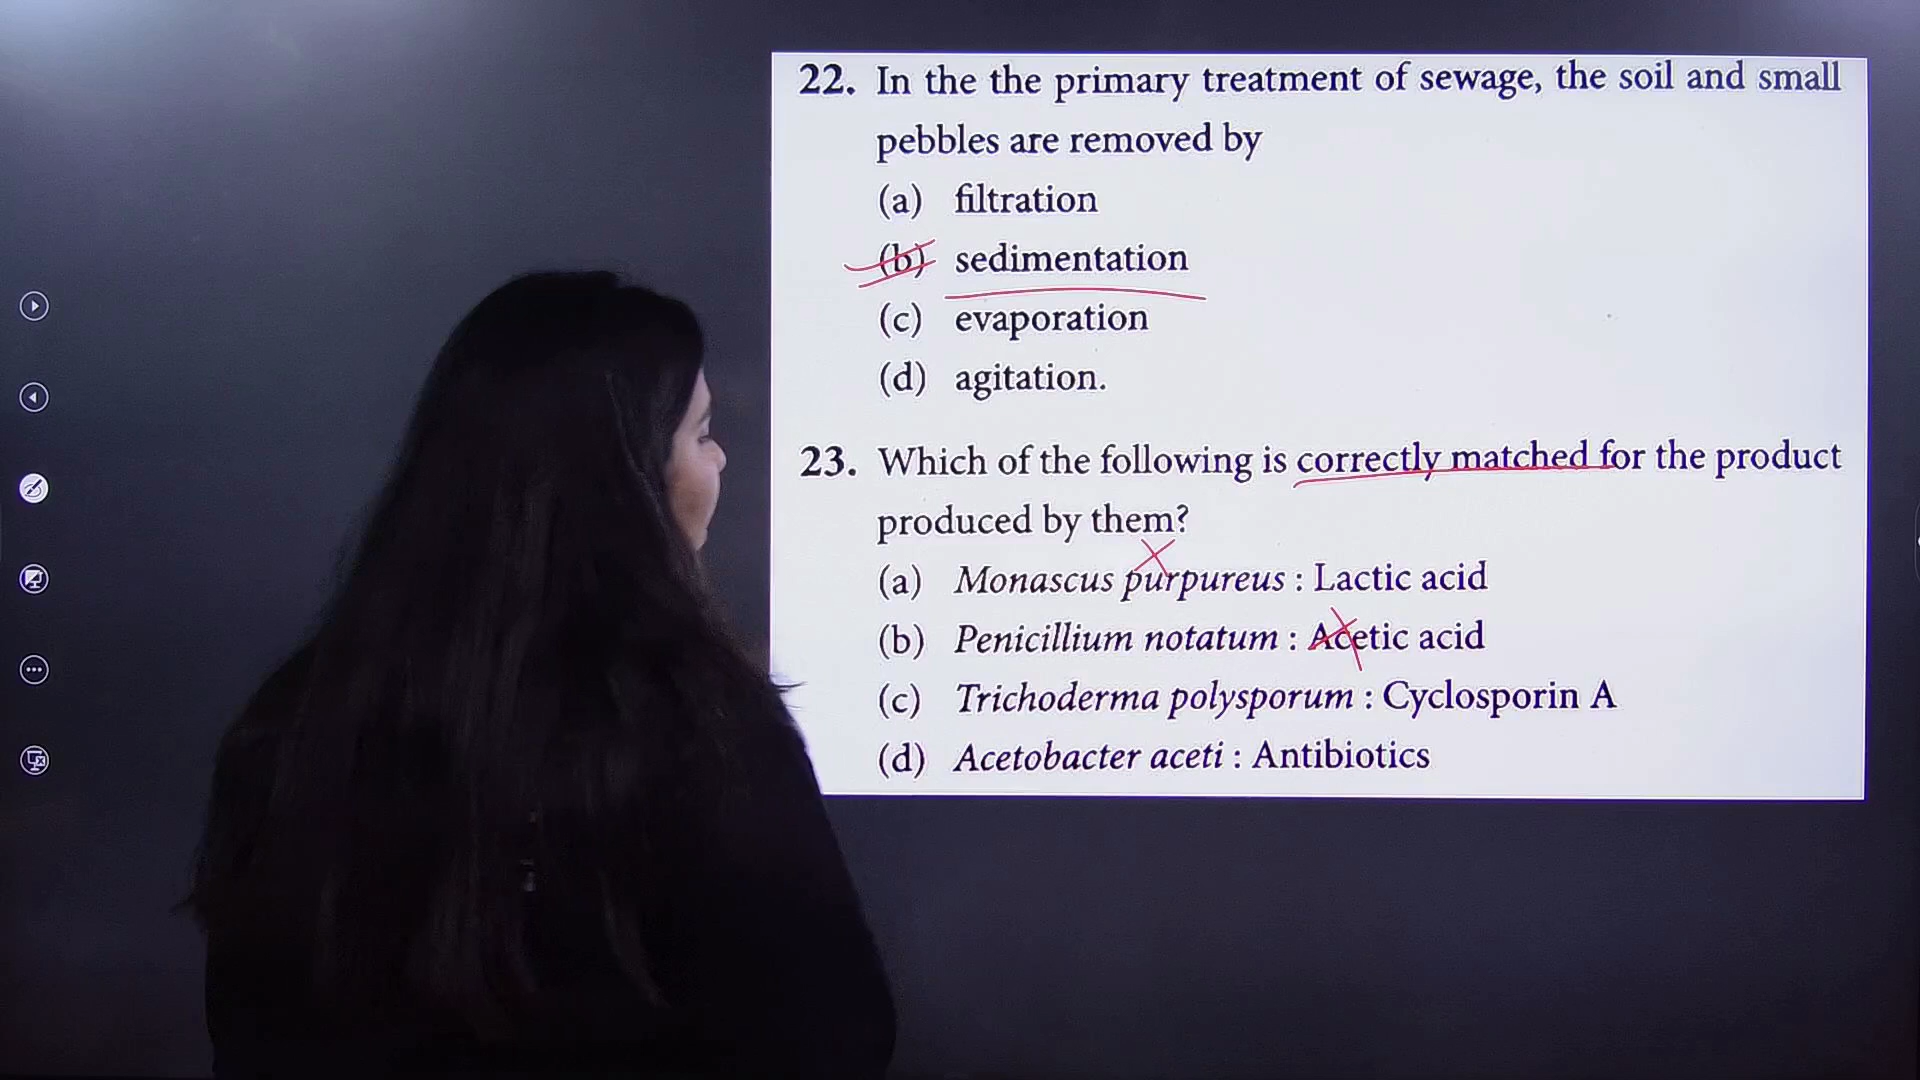 22. In the the primary treatment of sewage, the soil and small
pebbles are removed by
(a) filtration
(b) sedimentation
(c) evaporation
(d) agitation.
23. Which of the following is correctly matched for the product
produced by them?
(a) Monascus purpureus : Lactic acid
(b) Penicillium notatum : Acetic acid
(c) Trichoderma polysporum : Cyclosporin A
(d) Acetobacter aceti : Antibiotics